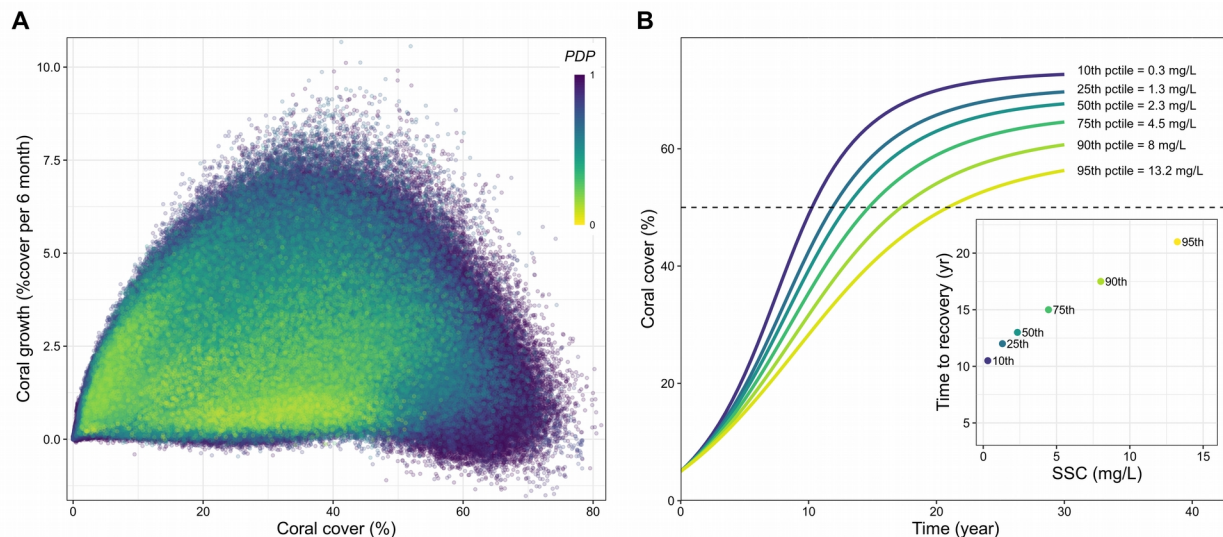 A
PDP
1
0
10.0
7.5
5.0
2.5
0.0
Coral growth (%cover per 6 month)
0
20
40
60
80
Coral cover (%)
B
10th pctile = 0.3 mg/L
25th pctile = 1.3 mg/L
50th pctile = 2.3 mg/L
75th pctile = 4.5 mg/L
90th pctile = 8 mg/L
95th pctile = 13.2 mg/L
60
40
20
0
Coral cover (%)
0
10
20
30
40
Time (year)
20
15
10
5
Time to recovery (yr)
95th
90th
75th
50th
25th
10th
0
5
10
15
SSC (mg/L)